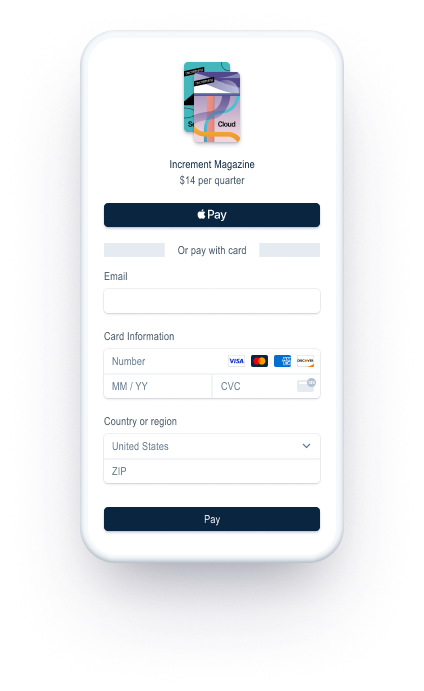 Cloud
Increment Magazine
$14 per quarter
Pay
Or pay with card
Email
Card Information
Number
VISA
DISCOVER
MM / YY
CVC
Country or region
United States
ZIP
Pay